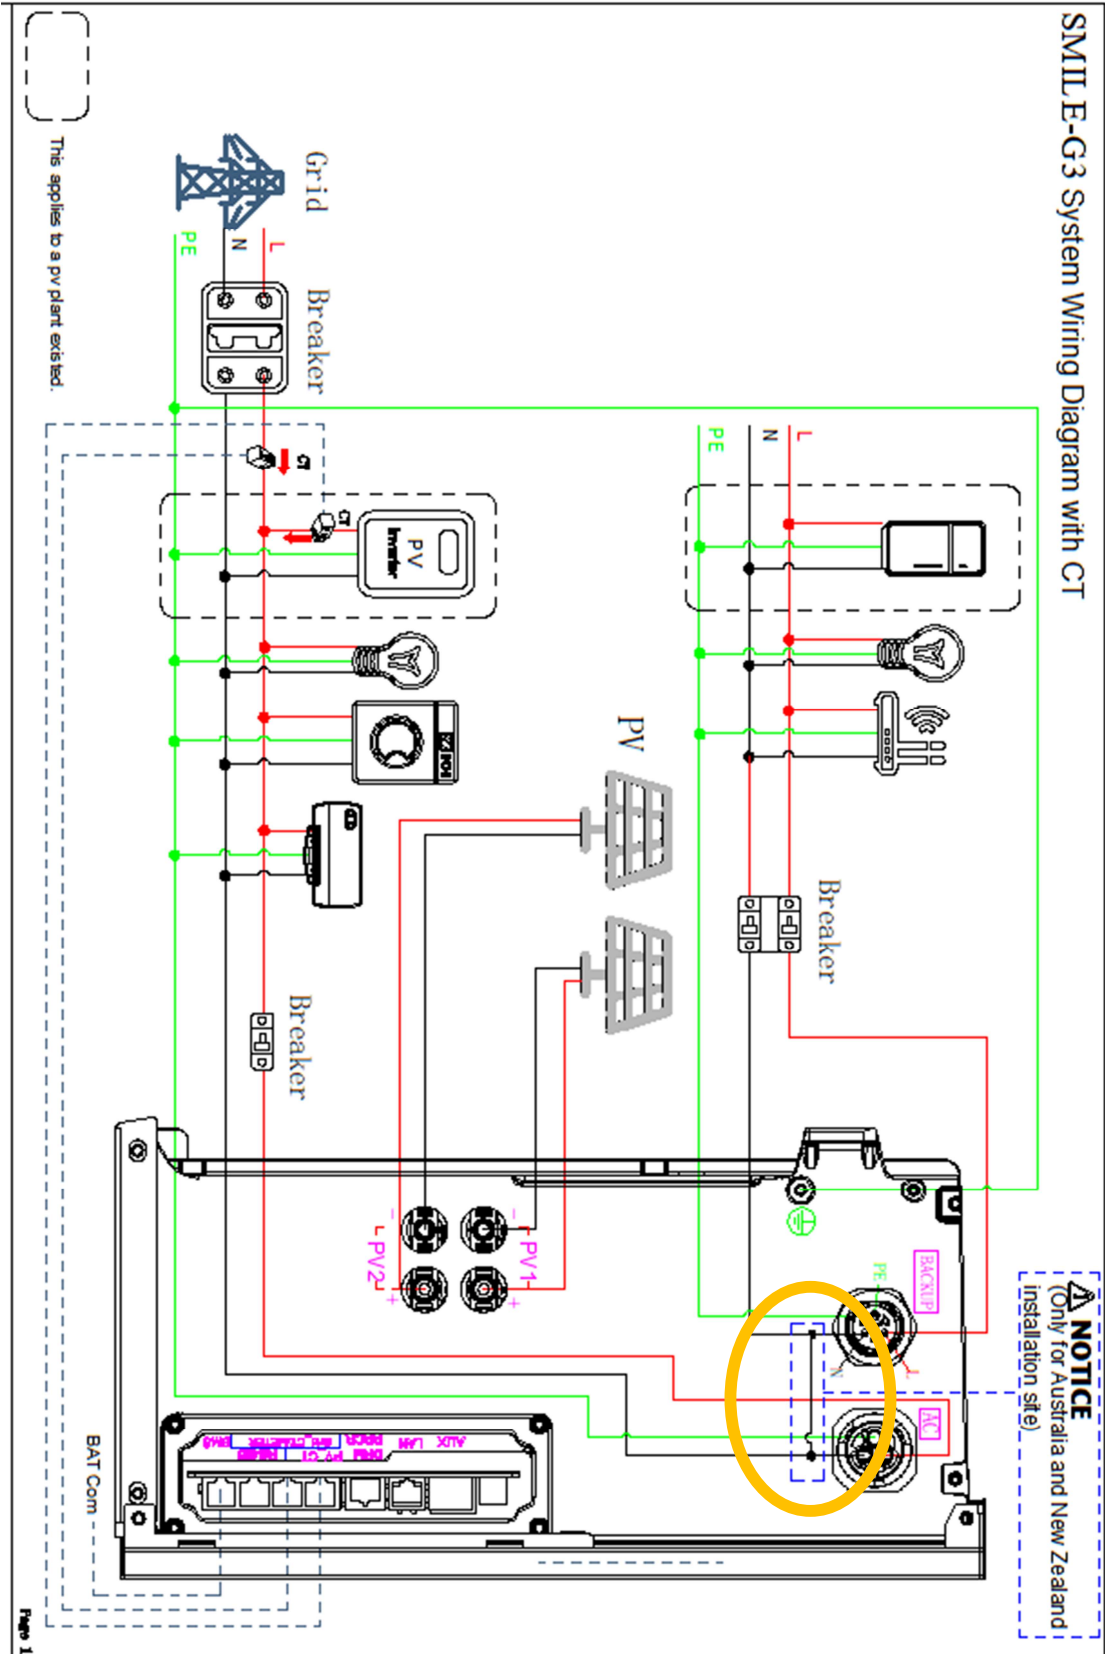 SMILE-G3 System Wiring Diagram with CT
NOTICE
(Only for Australia and New Zealand
installation site)
L
N
PE
Breaker
BACKUP
PE
L
N
AC
PV
PV1
-
+
PV2
-
+
Grid
L
N
PE
Breaker
CT
CT
PV
Inverter
Breaker
AUX
LAN
BAT Com
This applies to a pv plant existed.
Page 1